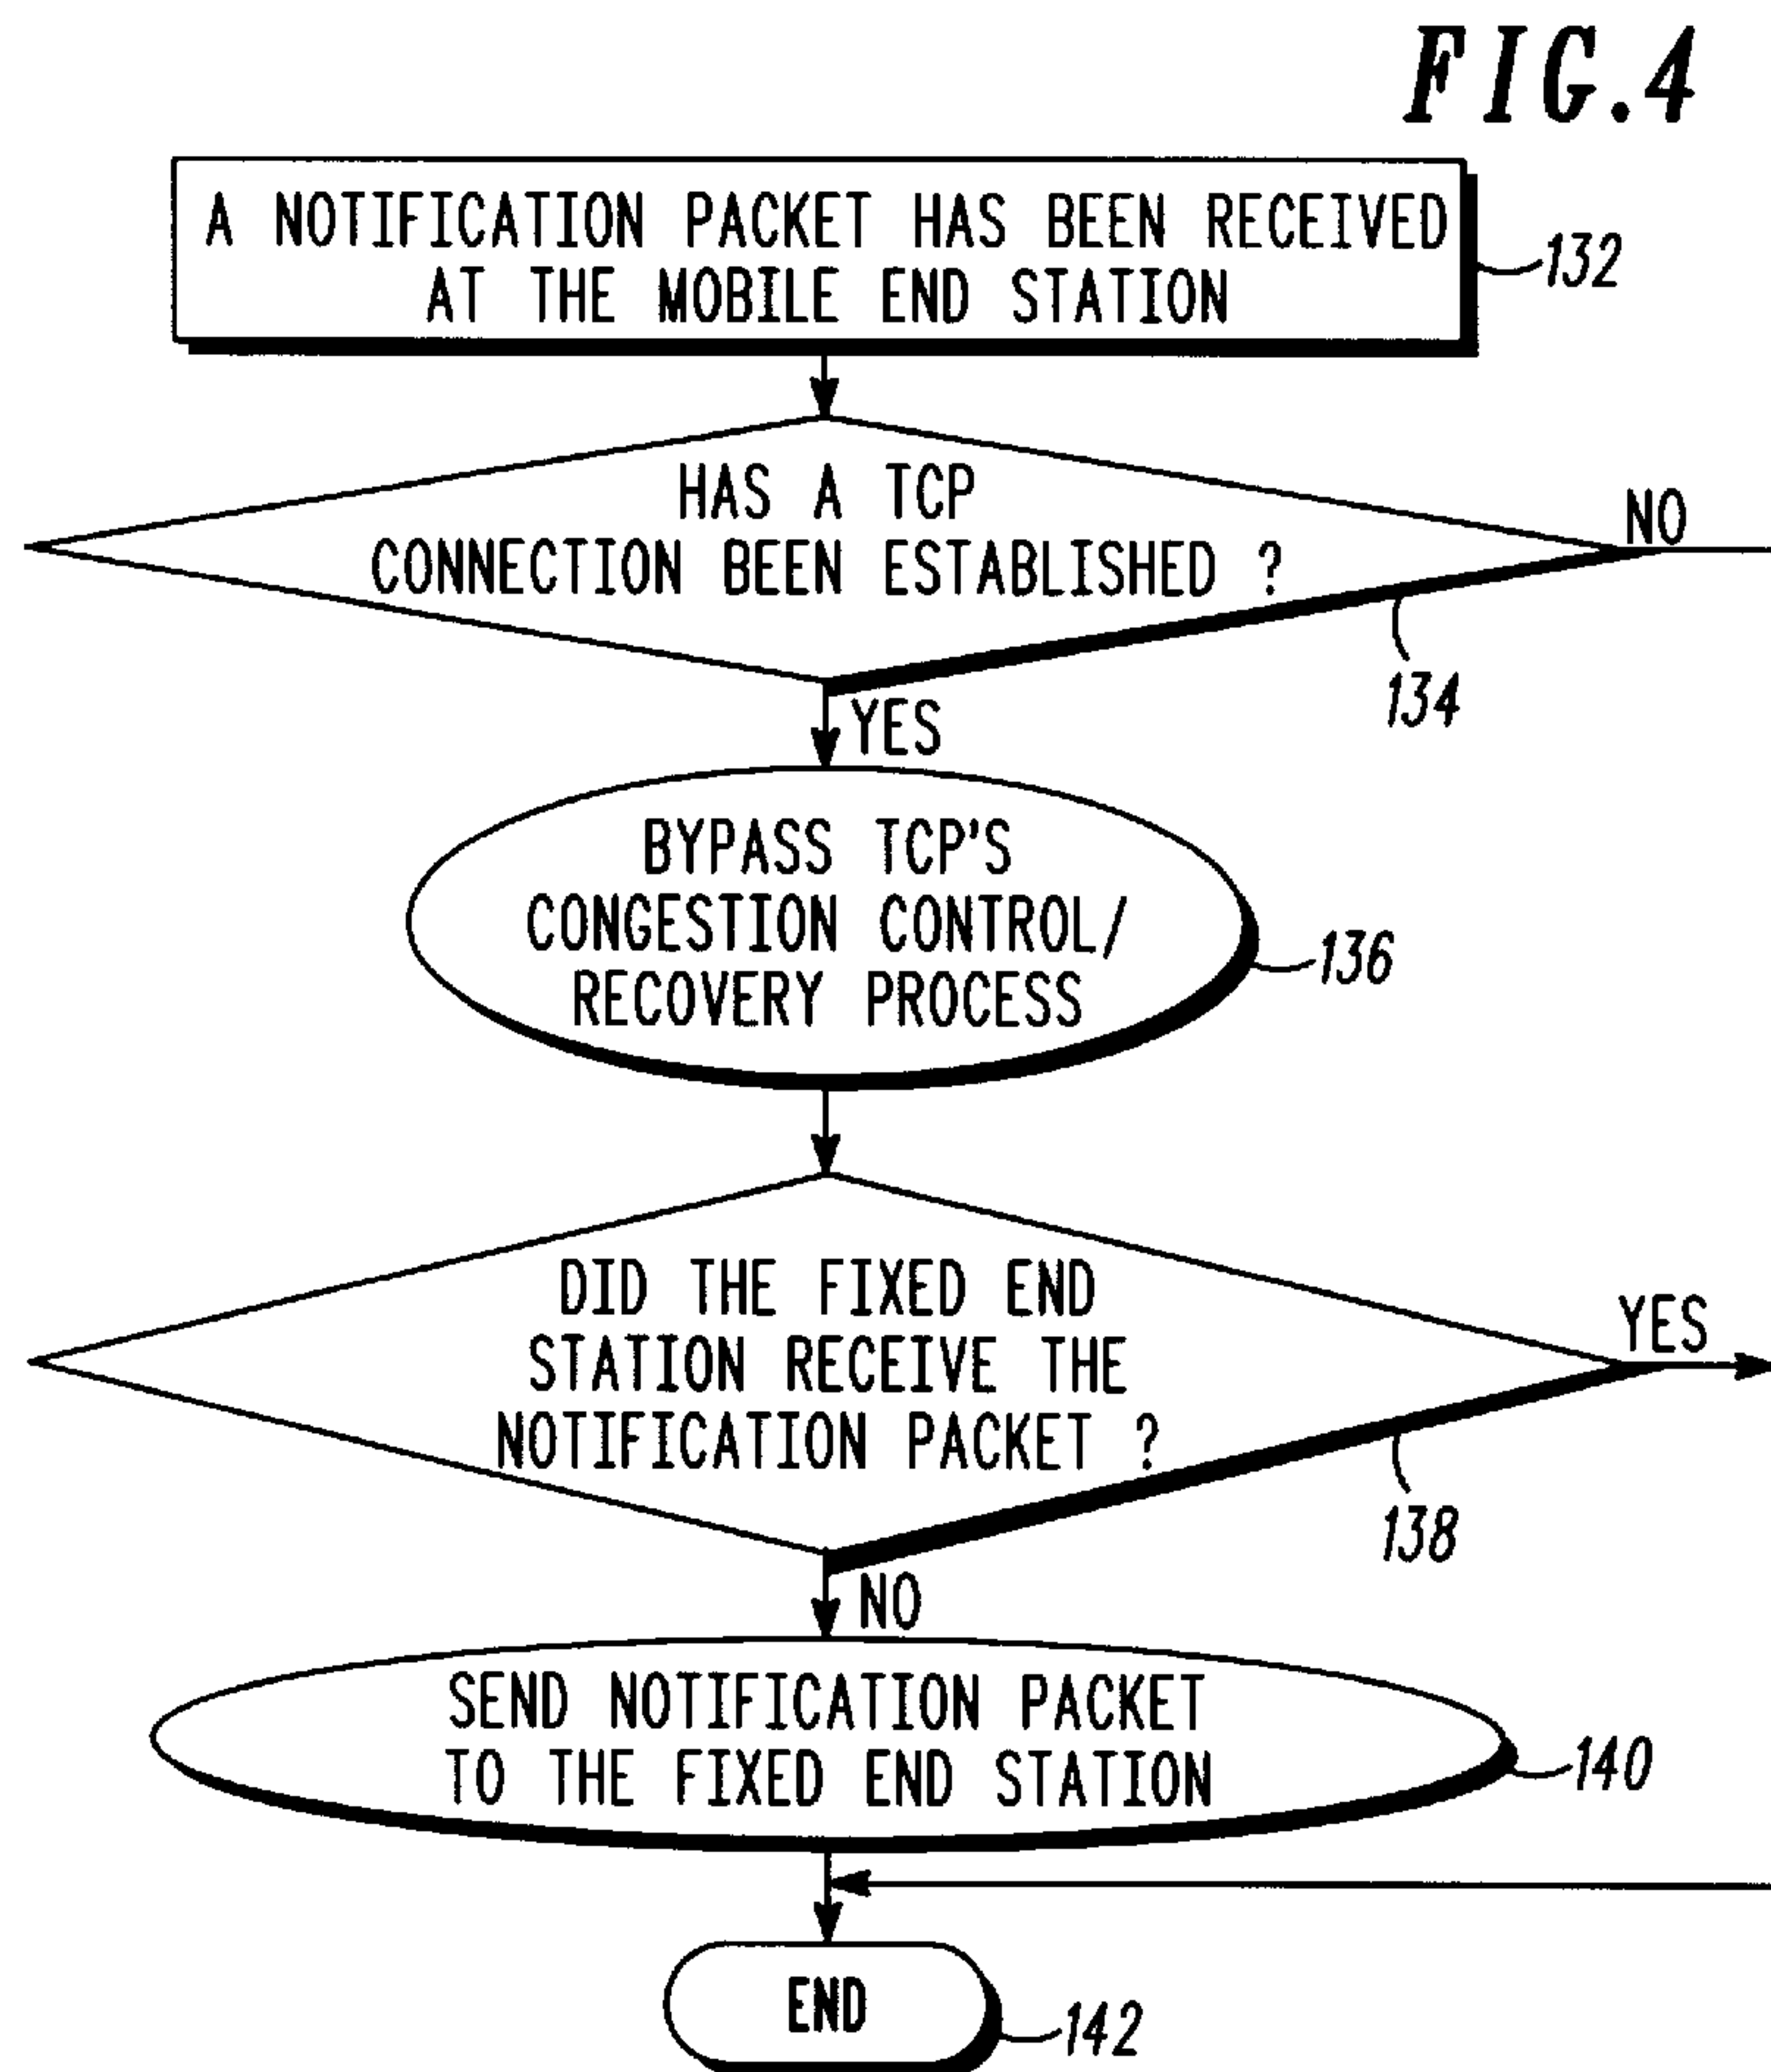 FIG.4
A NOTIFICATION PACKET HAS BEEN RECEIVED
AT THE MOBILE END STATION
132
HAS A TCP
CONNECTION BEEN ESTABLISHED ?
NO
134
YES
BYPASS TCP'S
CONGESTION CONTROL/
RECOVERY PROCESS
136
DID THE FIXED END
STATION RECEIVE THE
NOTIFICATION PACKET ?
YES
138
NO
SEND NOTIFICATION PACKET
TO THE FIXED END STATION
140
END
142